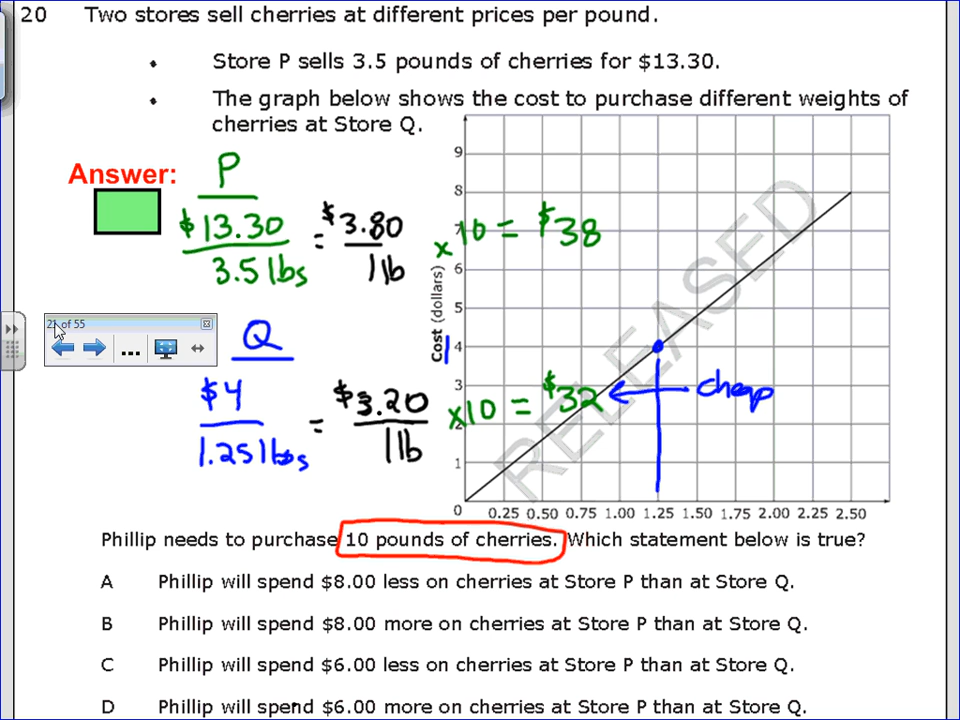 20 Two stores sell cherries at different prices per pound.
• Store P sells 3.5 pounds of cherries for $13.30.
• The graph below shows the cost to purchase different weights of
cherries at Store Q.
Answer:
P
$13.30
3.5 lbs
= $3.80
1 lb
x10 = $38
21 of 55
...
Q
$4
1.25 lbs
= $3.20
1 lb
x10 = $32
cheap
Cost (dollars)
9
8
7
6
5
4
3
2
1
0
0.25 0.50 0.75 1.00 1.25 1.50 1.75 2.00 2.25 2.50
RELEASED
Phillip needs to purchase 10 pounds of cherries. Which statement below is true?
A Phillip will spend $8.00 less on cherries at Store P than at Store Q.
B Phillip will spend $8.00 more on cherries at Store P than at Store Q.
C Phillip will spend $6.00 less on cherries at Store P than at Store Q.
D Phillip will spend $6.00 more on cherries at Store P than at Store Q.